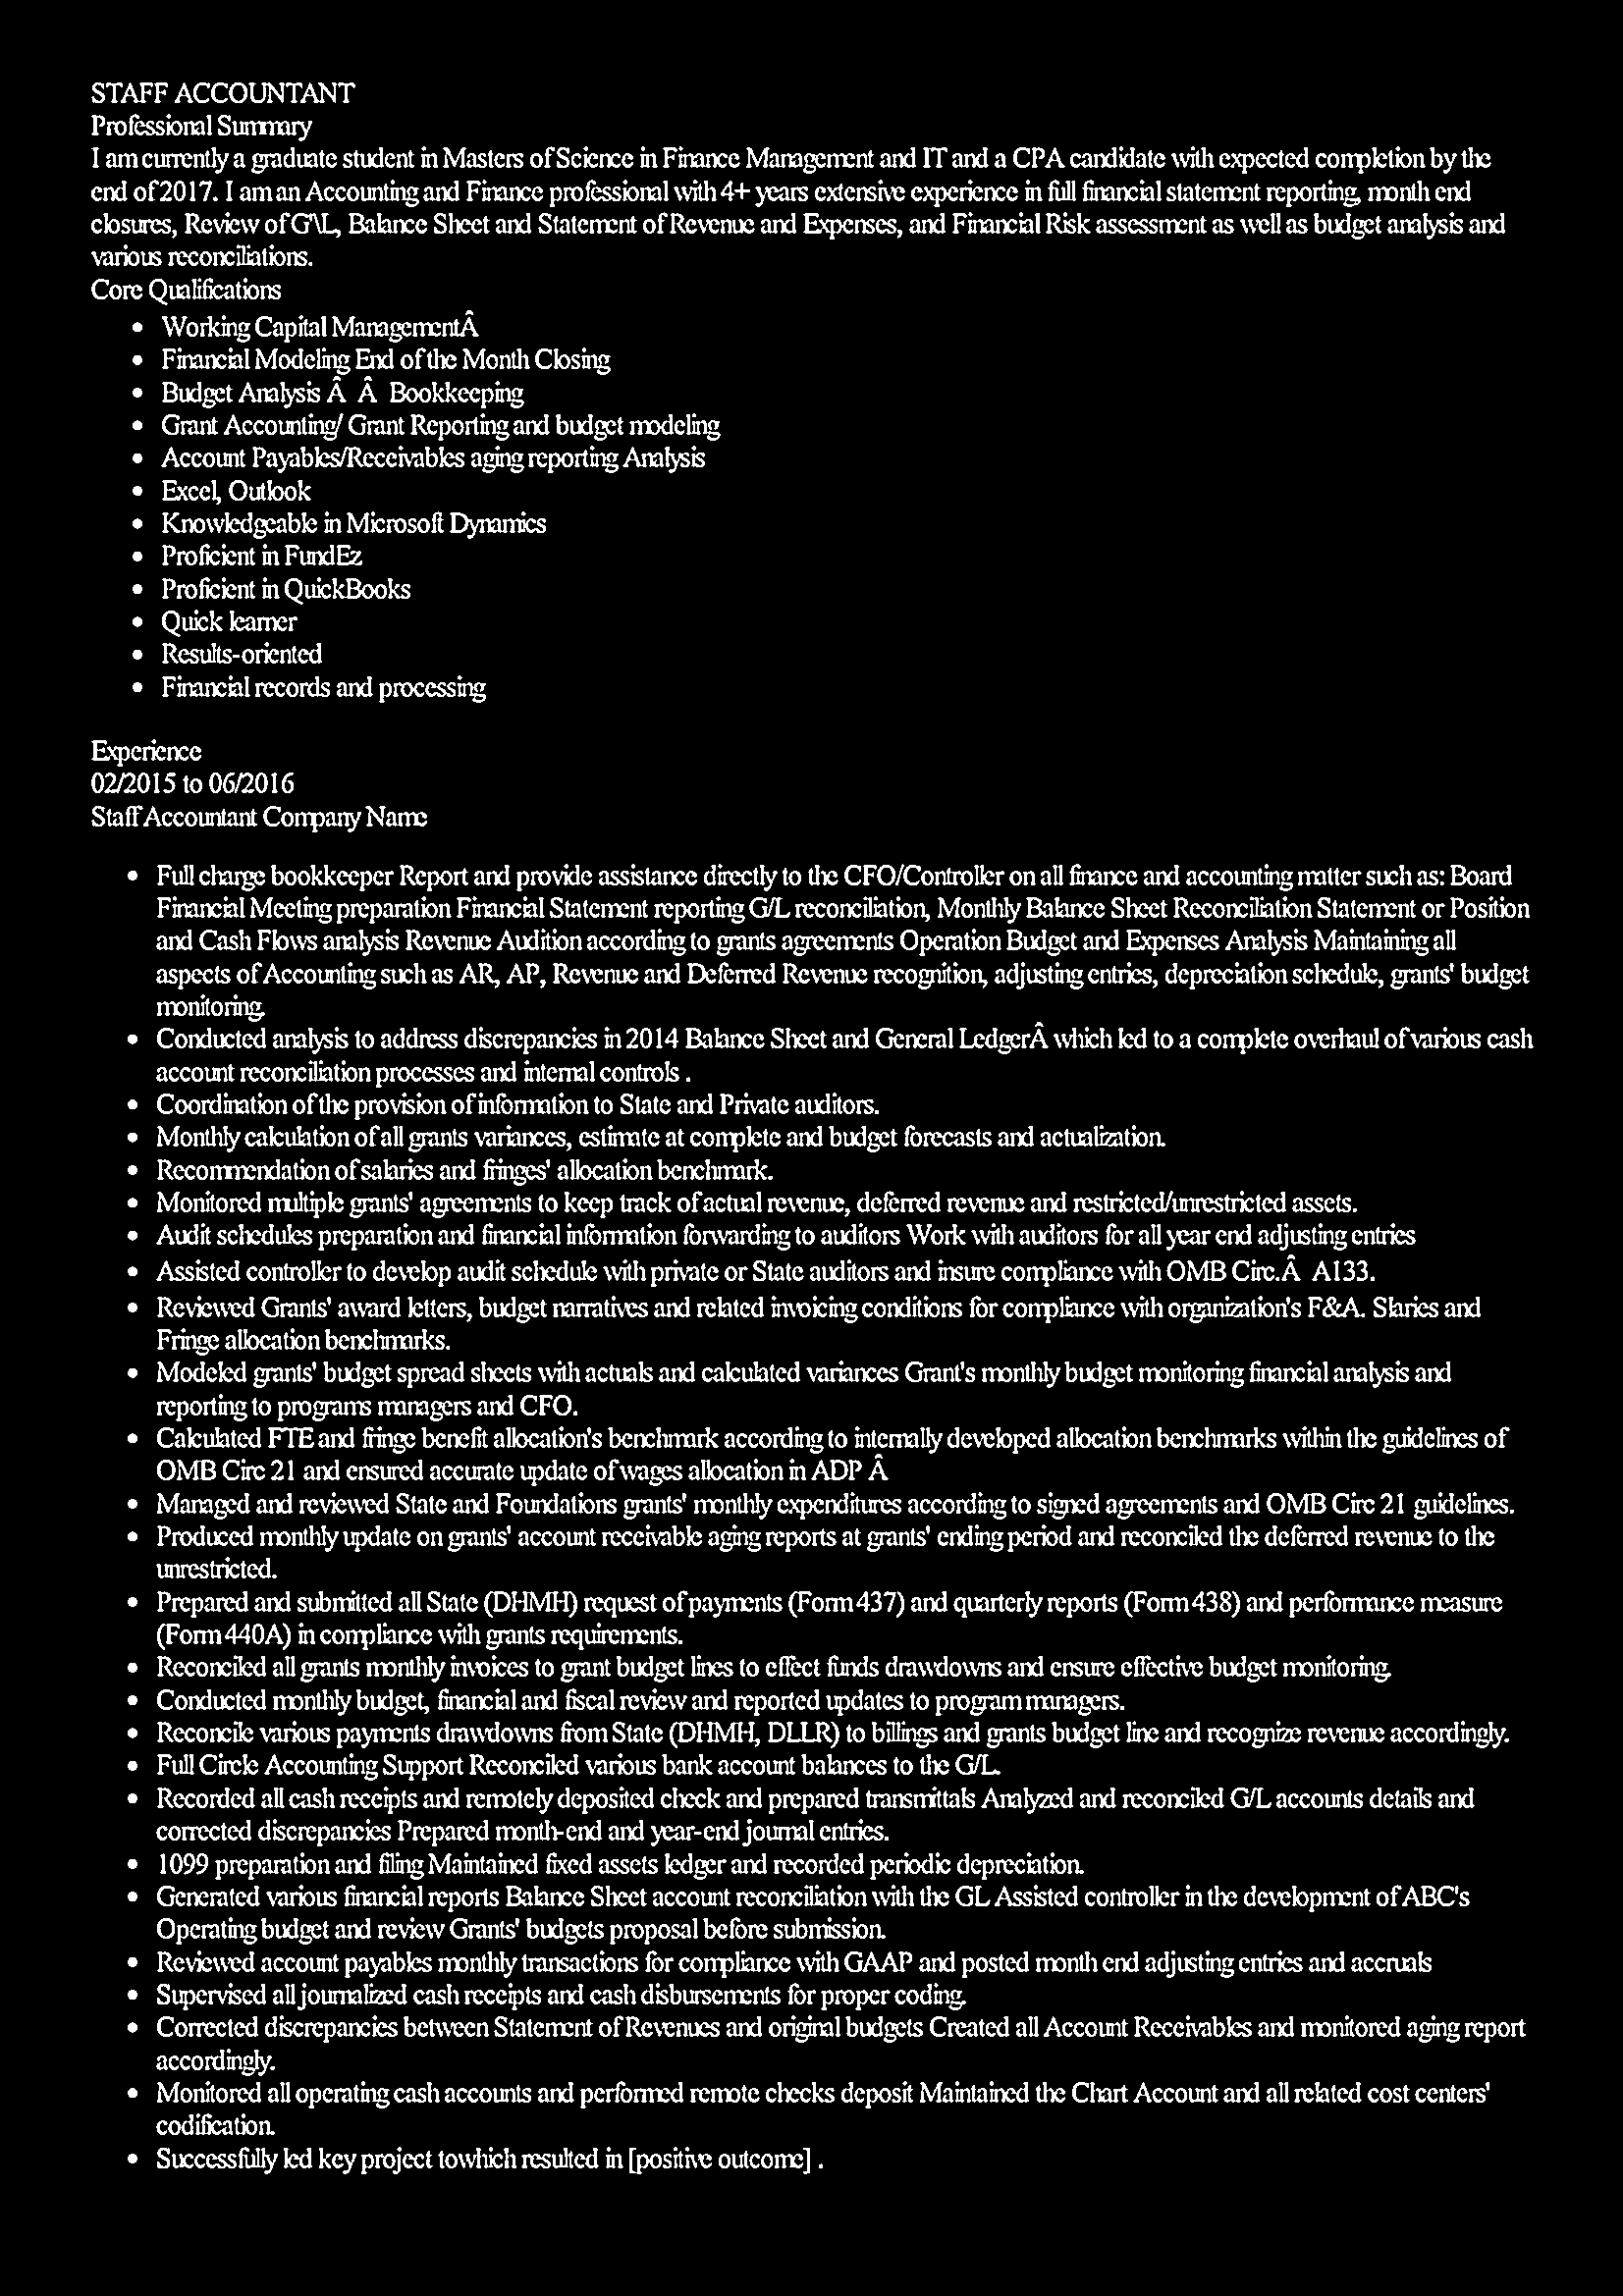 STAFF ACCOUNTANT
Professional Summary
I am currently a graduate student in Masters of Science in Finance Management and IT and a CPA candidate with expected completion by the
end of 2017. I am an Accounting and Finance professional with 4+ years extensive experience in full financial statement reporting, month end
closures, Review of G\L, Balance Sheet and Statement of Revenue and Expenses, and Financial Risk assessment as well as budget analysis and
various reconciliations.
Core Qualifications
• Working Capital ManagementÂ
• Financial Modeling End of the Month Closing
• Budget Analysis Â Â Bookkeeping
• Grant Accounting/ Grant Reporting and budget modeling
• Account Payables/Receivables aging reporting Analysis
• Excel, Outlook
• Knowledgeable in Microsoft Dynamics
• Proficient in FundEz
• Proficient in QuickBooks
• Quick learner
• Results-oriented
• Financial records and processing
Experience
02/2015 to 06/2016
Staff Accountant Company Name
• Full charge bookkeeper Report and provide assistance directly to the CFO/Controller on all finance and accounting matter such as: Board
Financial Meeting preparation Financial Statement reporting G/L reconciliation, Monthly Balance Sheet Reconciliation Statement or Position
and Cash Flows analysis Revenue Audition according to grants agreements Operation Budget and Expenses Analysis Maintaining all
aspects of Accounting such as AR, AP, Revenue and Deferred Revenue recognition, adjusting entries, depreciation schedule, grants' budget
monitoring.
• Conducted analysis to address discrepancies in 2014 Balance Sheet and General LedgerÂ which led to a complete overhaul of various cash
account reconciliation processes and internal controls .
• Coordination of the provision of information to State and Private auditors.
• Monthly calculation of all grants variances, estimate at complete and budget forecasts and actualization.
• Recommendation of salaries and fringes' allocation benchmark.
• Monitored multiple grants' agreements to keep track of actual revenue, deferred revenue and restricted/unrestricted assets.
• Audit schedules preparation and financial information forwarding to auditors Work with auditors for all year end adjusting entries
• Assisted controller to develop audit schedule with private or State auditors and insure compliance with OMB Circ.Â A133.
• Reviewed Grants' award letters, budget narratives and related invoicing conditions for compliance with organization's F&A. Slaries and
Fringe allocation benchmarks.
• Modeled grants' budget spread sheets with actuals and calculated variances Grant's monthly budget monitoring financial analysis and
reporting to programs managers and CFO.
• Calculated FTE and fringe benefit allocation's benchmark according to internally developed allocation benchmarks within the guidelines of
OMB Circ 21 and ensured accurate update of wages allocation in ADP Â
• Managed and reviewed State and Foundations grants' monthly expenditures according to signed agreements and OMB Circ 21 guidelines.
• Produced monthly update on grants' account receivable aging reports at grants' ending period and reconciled the deferred revenue to the
unrestricted.
• Prepared and submitted all State (DHMH) request of payments (Form 437) and quarterly reports (Form 438) and performance measure
(Form 440A) in compliance with grants requirements.
• Reconciled all grants monthly invoices to grant budget lines to effect funds drawdowns and ensure effective budget monitoring.
• Conducted monthly budget, financial and fiscal review and reported updates to program managers.
• Reconcile various payments drawdowns from State (DHMH, DLLR) to billings and grants budget line and recognize revenue accordingly.
• Full Circle Accounting Support Reconciled various bank account balances to the G/L.
• Recorded all cash receipts and remotely deposited check and prepared transmittals Analyzed and reconciled G/L accounts details and
corrected discrepancies Prepared month-end and year-end journal entries.
• 1099 preparation and filing Maintained fixed assets ledger and recorded periodic depreciation.
• Generated various financial reports Balance Sheet account reconciliation with the GL Assisted controller in the development of ABC's
Operating budget and review Grants' budgets proposal before submission.
• Reviewed account payables monthly transactions for compliance with GAAP and posted month end adjusting entries and accruals
• Supervised all journalized cash receipts and cash disbursements for proper coding.
• Corrected discrepancies between Statement of Revenues and original budgets Created all Account Receivables and monitored aging report
accordingly.
• Monitored all operating cash accounts and performed remote checks deposit Maintained the Chart Account and all related cost centers'
codification.
• Successfully led key project towhich resulted in [positive outcome] .